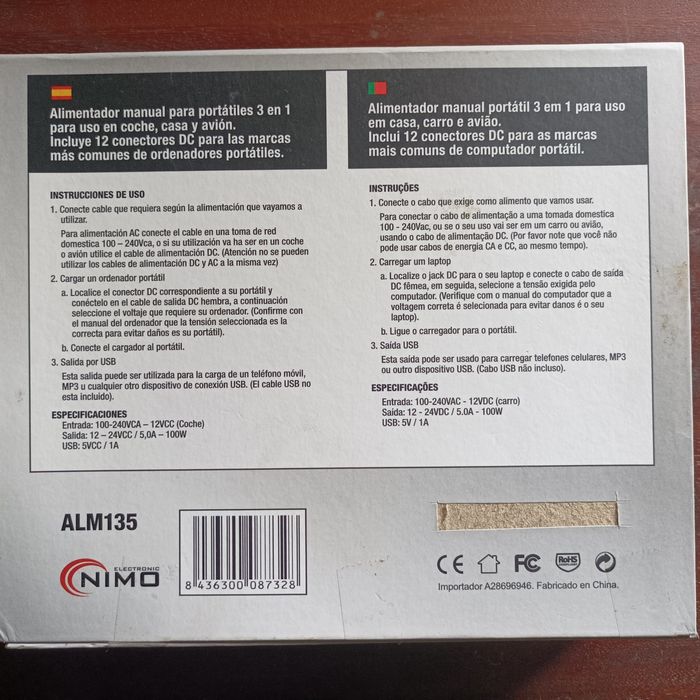 Alimentador manual para portátiles 3 en 1
para uso en coche, casa y avión.
Incluye 12 conectores DC para las marcas
más comunes de ordenadores portátiles.
INSTRUCCIONES DE USO
1. Conecte cable que requiera según la alimentación que vayamos a
utilizar.
Para alimentación AC conecte el cable en una toma de red
domestica 100 – 240Vca, o si su utilización va ha ser en un coche
o avión utilice el cable de alimentación DC. (Atención no se pueden
utilizar los cables de alimentación DC y AC a la misma vez)
2. Cargar un ordenador portátil
a. Localice el conector DC correspondiente a su portátil y
conéctelo en el cable de salida DC hembra, a continuación
seleccione el voltaje que requiere su ordenador. (Confirme con
el manual del ordenador que la tensión seleccionada es la
correcta para evitar daños es su portátil).
b. Conecte el cargador al portátil.
3. Salida por USB
Esta salida puede ser utilizada para la carga de un teléfono móvil,
MP3 u cualquier otro dispositivo de conexión USB. (El cable USB no
esta incluido).
ESPECIFICACIONES
Entrada: 100-240VCA – 12VCC (Coche)
Salida: 12 – 24VCC / 5,0A – 100W
USB: 5VCC / 1A
Alimentador manual portátil 3 em 1 para uso
em casa, carro e avião.
Inclui 12 conectores DC para as marcas
mais comuns de computador portátil.
INSTRUÇÕES
1. Conecte o cabo que exige como alimento que vamos usar.
Para conectar o cabo de alimentação a uma tomada domestica
100 - 240Vac, ou se o seu uso vai ser em um carro ou avião,
usando o cabo de alimentação DC. (Por favor note que você não
pode usar cabos de energia CA e CC, ao mesmo tempo).
2. Carregar um laptop
a. Localize o jack DC para o seu laptop e conecte o cabo de saída
DC fêmea, em seguida, selecione a tensão exigida pelo
computador. (Verifique com o manual do computador que a
voltagem correta é selecionada para evitar danos é o seu
laptop).
b. Ligue o carregador para o portátil.
3. Saída USB
Esta saída pode ser usado para carregar telefones celulares, MP3
ou outro dispositivo USB. (Cabo USB não incluso).
ESPECIFICAÇÕES
Entrada: 100-240VAC - 12VDC (carro)
Saída: 12 - 24VDC / 5.0A - 100W
USB: 5V / 1A
ALM135
ELECTRONIC
NIMO
8 436300 087328
CE FC RoHS
Importador A28696946. Fabricado en China.